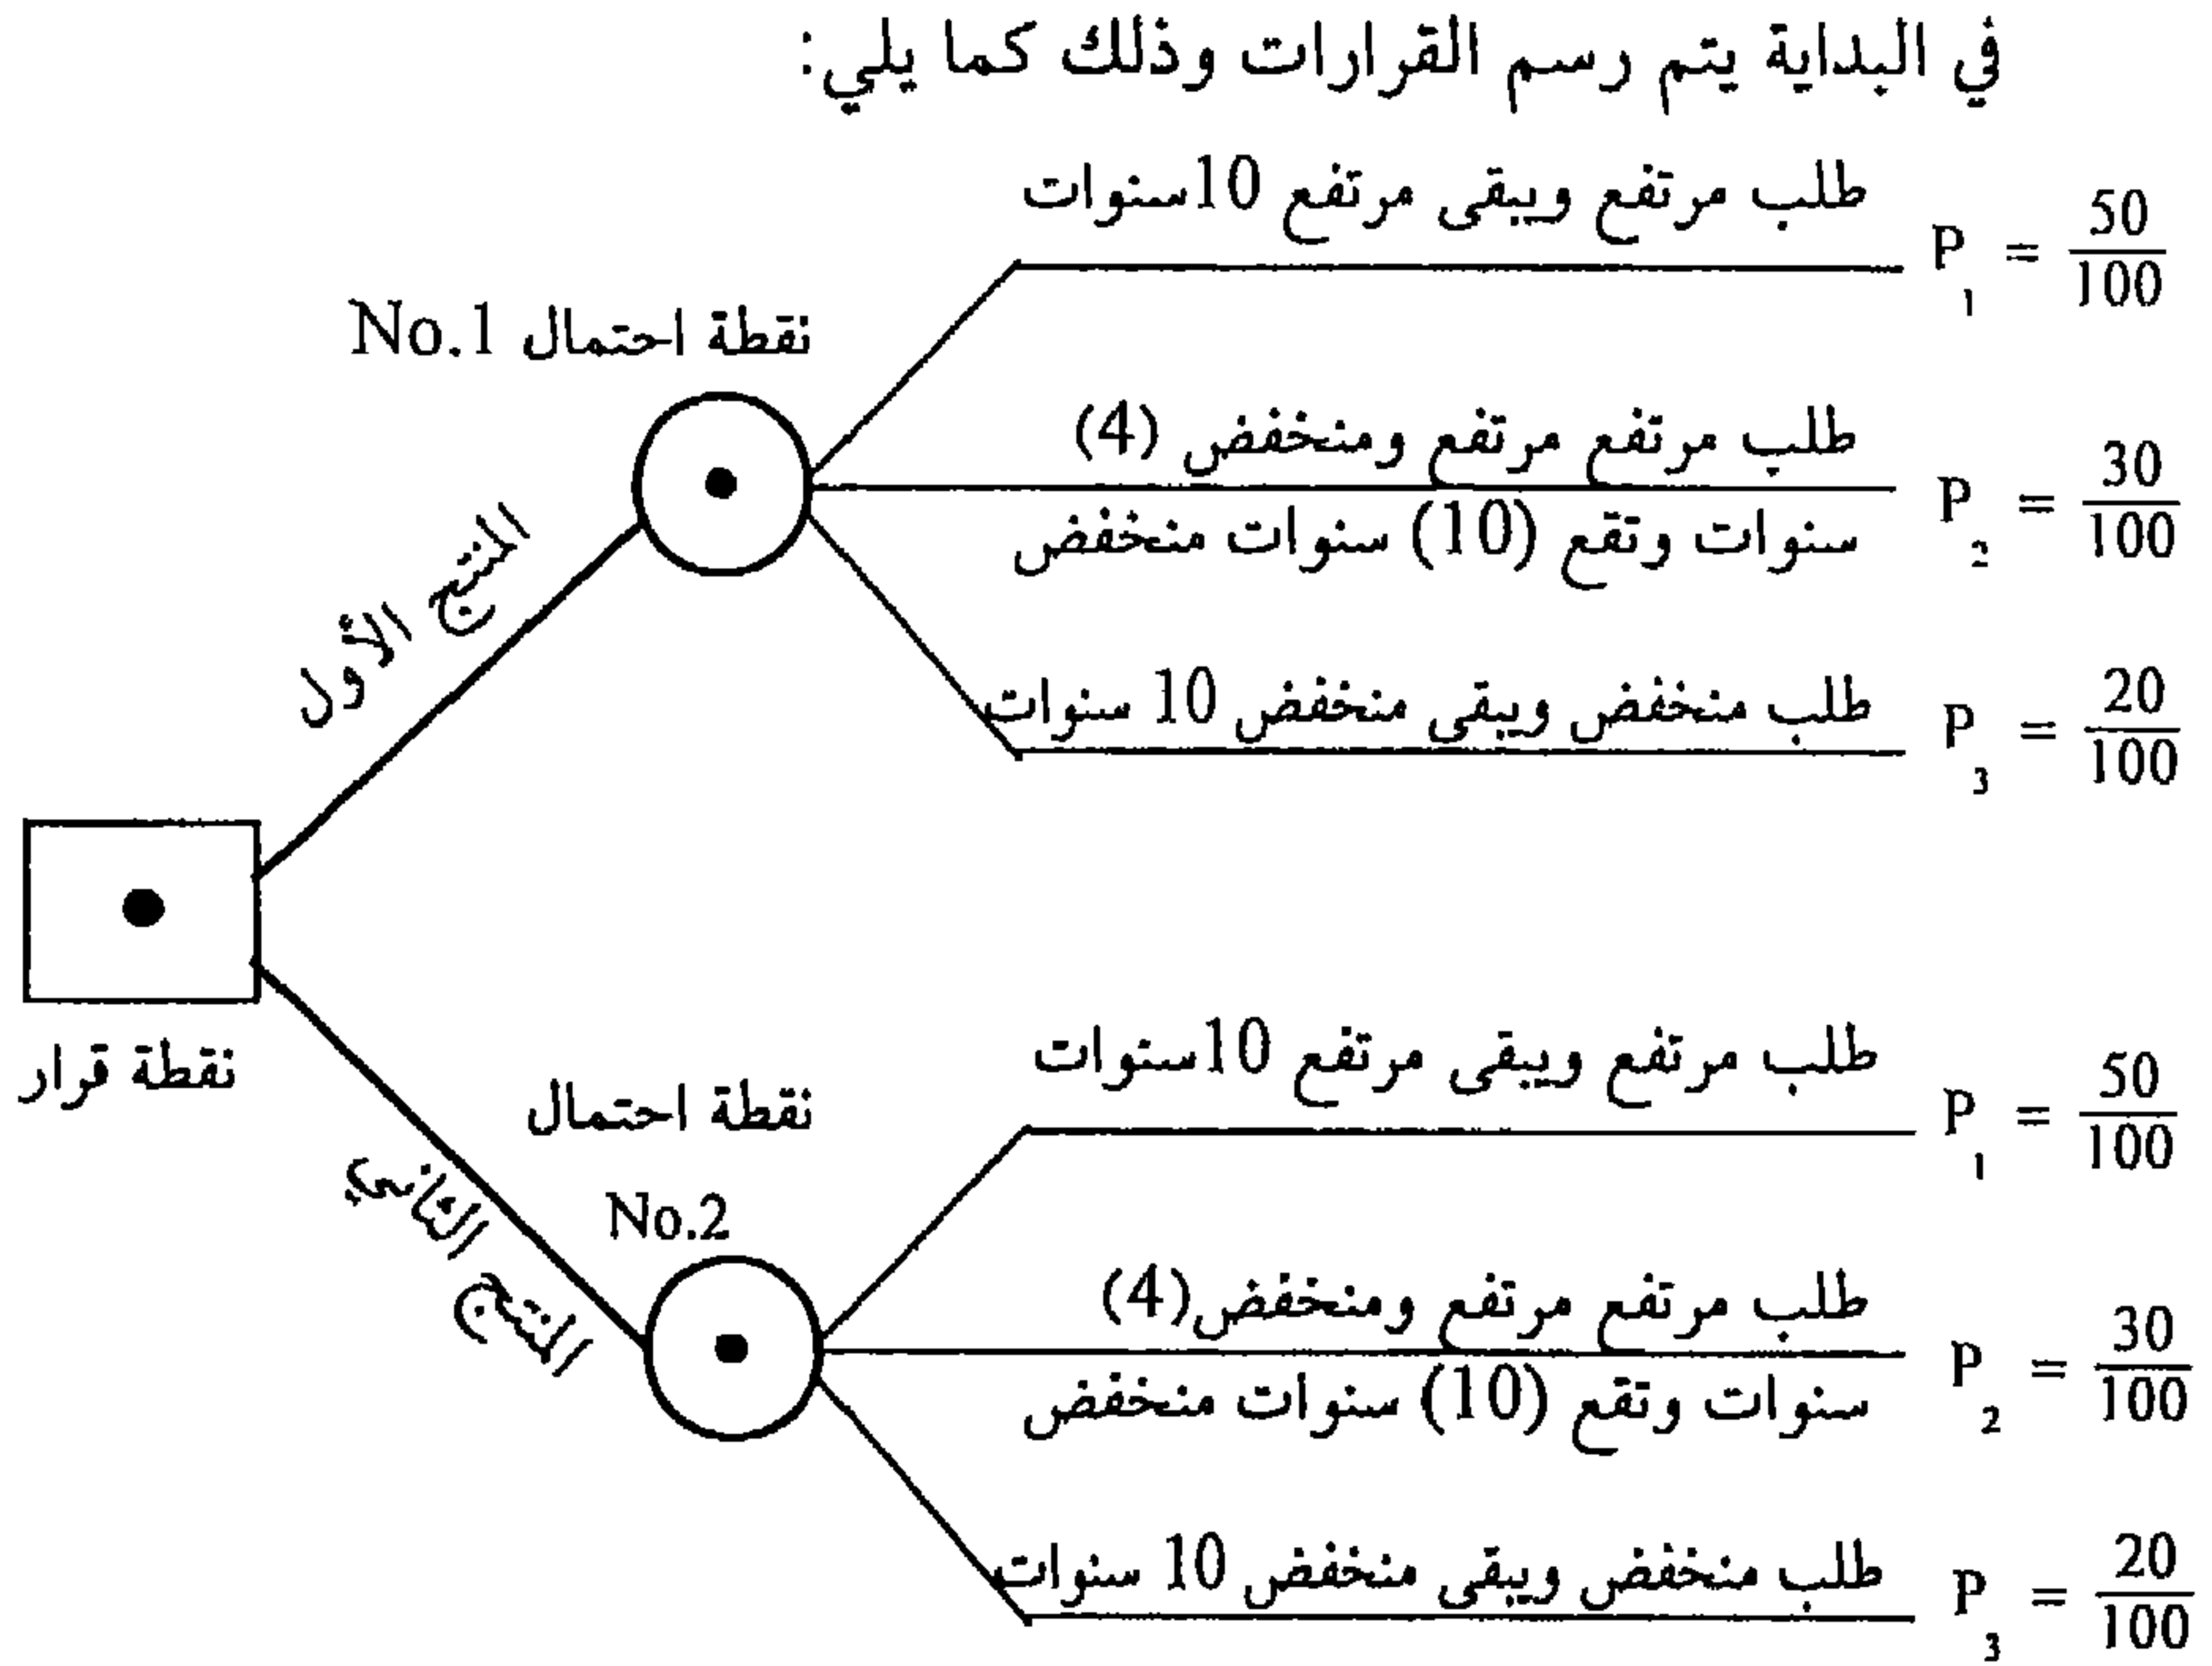 في البداية يتم رسم القرارات وذلك كما يلي:
طلب مرتفع ويبقى مرتفع 10سنوات
P1 = 50/100
نقطة احتمال No.1
طلب مرتفع مرتفع ومنخفض (4)
سنوات وتقع (10) سنوات منخفض
P2 = 30/100
المنتج الأول
طلب منخفض ويبقى منخفض 10 سنوات
P3 = 20/100
نقطة قرار
طلب مرتفع ويبقى مرتفع 10سنوات
P1 = 50/100
نقطة احتمال
No.2
المنتج الثاني
طلب مرتفع مرتفع ومنخفض(4)
سنوات وتقع (10) سنوات منخفض
P2 = 30/100
طلب منخفض ويبقى منخفض 10 سنوات
P3 = 20/100